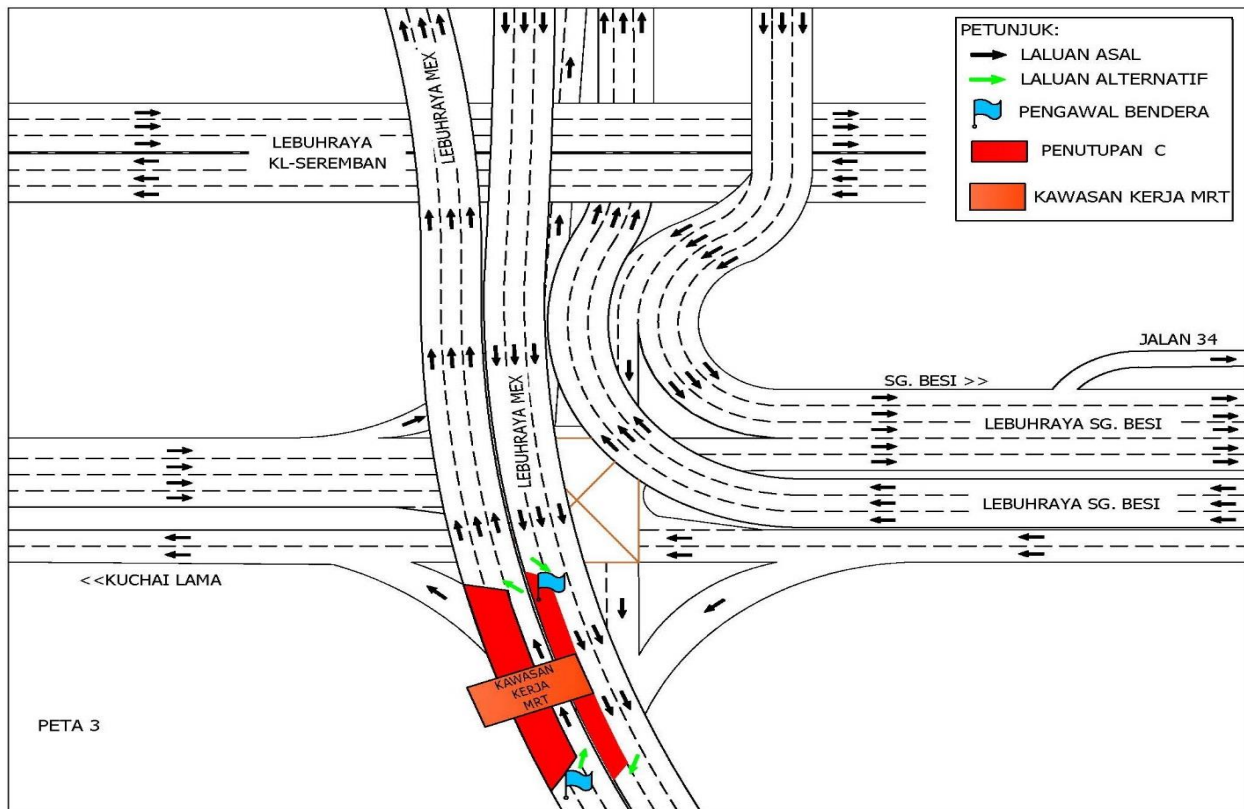 PETUNJUK:
LALUAN ASAL
LALUAN ALTERNATIF
PENGAWAL BENDERA
PENUTUPAN C
KAWASAN KERJA MRT
LEBUHRAYA MEX
LEBUHRAYA
KL-SEREMBAN
JALAN 34
SG. BESI >>
LEBUHRAYA MEX
LEBUHRAYA SG. BESI
LEBUHRAYA SG. BESI
<<KUCHAI LAMA
KAWASAN
KERJA
MRT
PETA 3